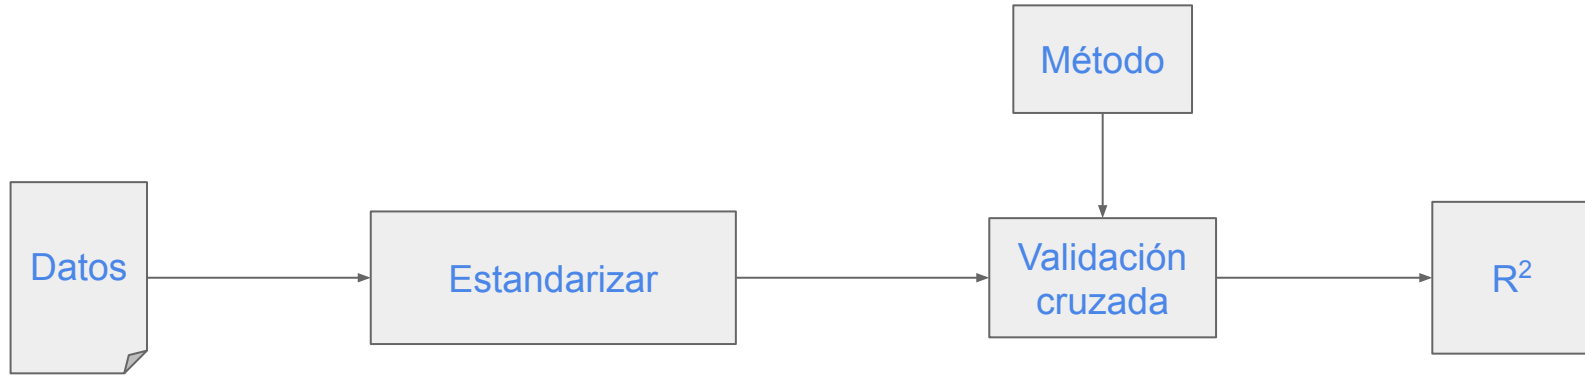 Método
Datos
Estandarizar
Validación
cruzada
R²